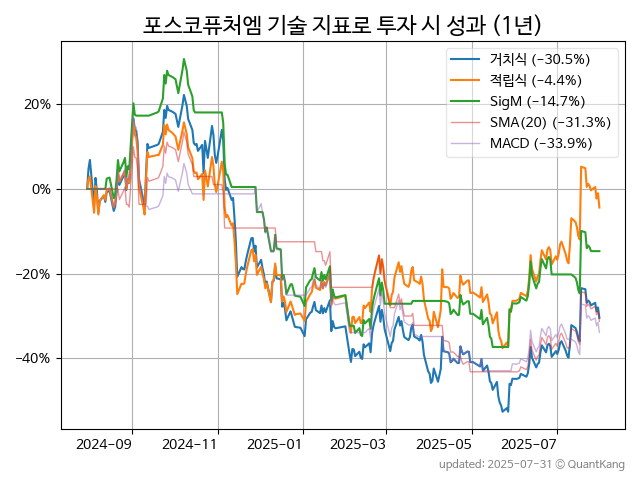 포스코퓨처엠 기술 지표로 투자 시 성과 (1년)
거치식 (−30.5%)
적립식 (−4.4%)
SigM (−14.7%)
SMA(20) (−31.3%)
MACD (−33.9%)
20%
0%
−20%
−40%
2024−09
2024−11
2025−01
2025−03
2025−05
2025−07
updated: 2025-07-31 © QuantKang